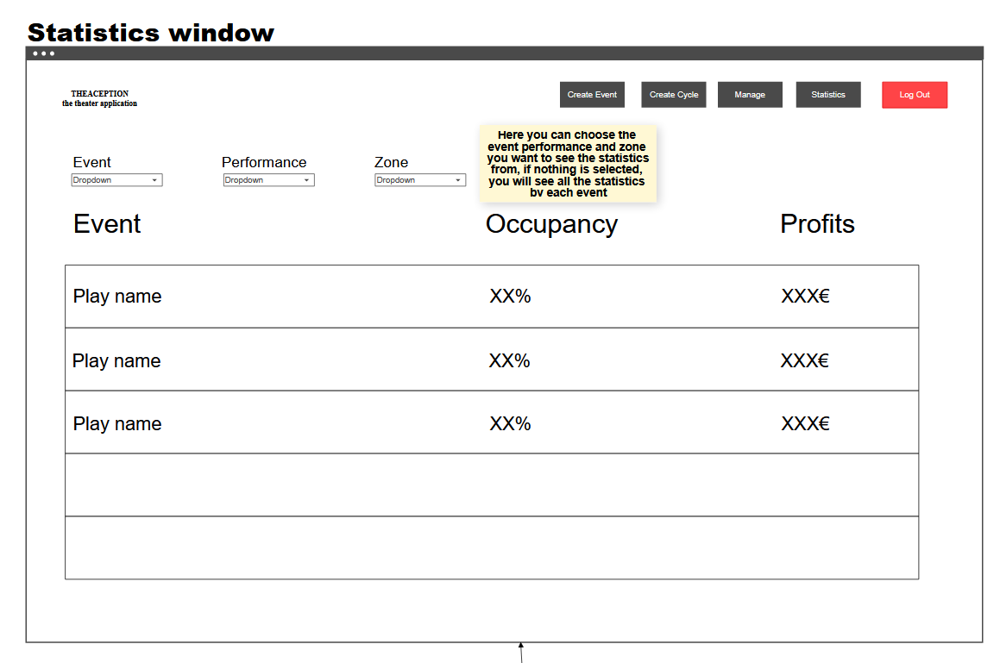 Statistics window
THEACEPTION
the theater application
Create Event
Create Cycle
Manage
Statistics
Log Out
Here you can choose the
event performance and zone
you want to see the statistics
from, if nothing is selected,
you will see all the statistics
by each event
Event
Performance
Zone
Dropdown
Dropdown
Dropdown
Event
Occupancy
Profits
Play name
XX%
XXX€
Play name
XX%
XXX€
Play name
XX%
XXX€